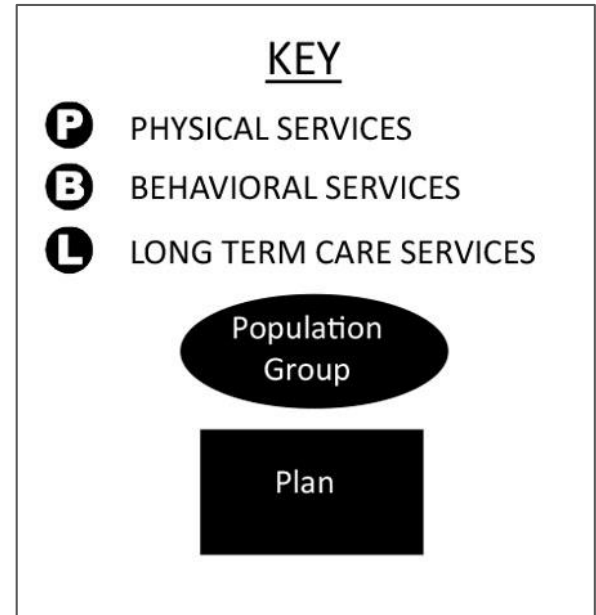 KEY
P PHYSICAL SERVICES
B BEHAVIORAL SERVICES
L LONG TERM CARE SERVICES
Population
Group
Plan